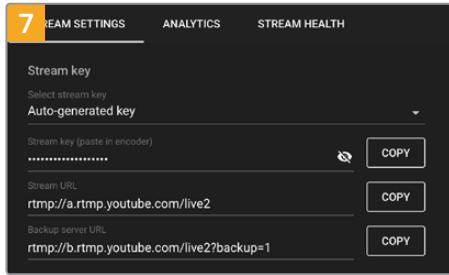 7
REAM SETTINGS ANALYTICS STREAM HEALTH
Stream key
Select stream key
Auto-generated key
Stream key (paste in encoder)
•••••••••••••••••••
COPY
Stream URL
rtmp://a.rtmp.youtube.com/live2
COPY
Backup server URL
rtmp://b.rtmp.youtube.com/live2?backup=1
COPY